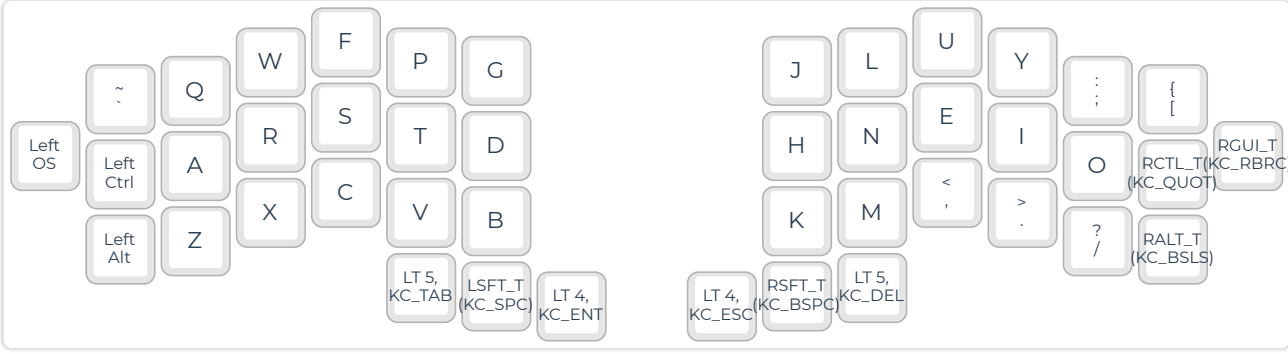 F
U
W
P
L
Y
G
J
Q
~
`
:
;
{
[
S
E
R
T
N
I
D
H
Left
OS
A
O
Left
Ctrl
RCTL_T
(KC_QUOT)
RGUI_T
(KC_RBRC)
C
<
,
X
V
M
>
.
B
K
Z
?
/
Left
Alt
RALT_T
(KC_BSLS)
LT 5,
KC_TAB
LSFT_T
(KC_SPC)
LT 4,
KC_ENT
LT 4,
KC_ESC
RSFT_T
(KC_BSPC)
LT 5,
KC_DEL